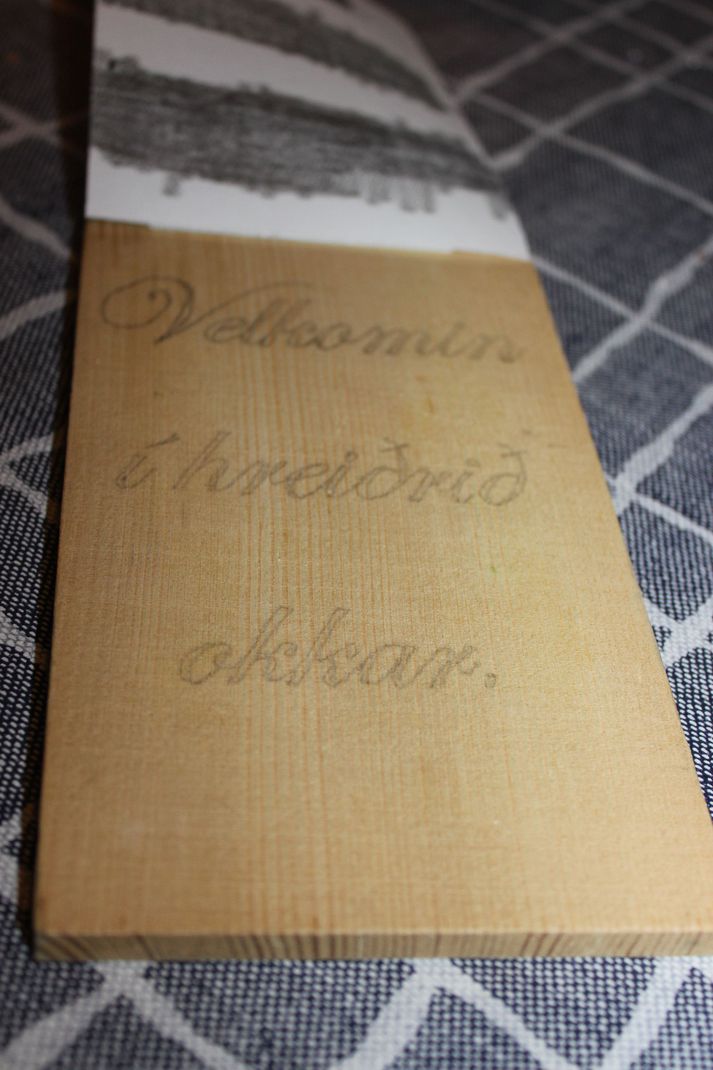 Velkomin
í hreiðrið
okkar.